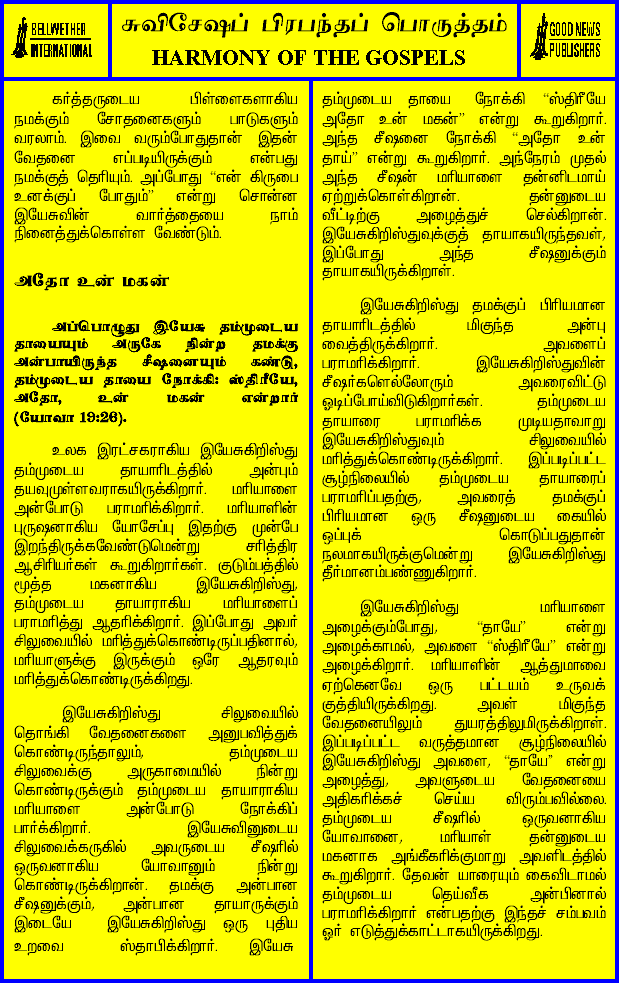 BELLWETHER
INTERNATIONAL
சுவிசேஷப் பிரபந்தப் பொருத்தம்
HARMONY OF THE GOSPELS
GOOD NEWS
PUBLISHERS
கர்த்தருடைய பிள்ளைகளாகிய
நமக்கும் சோதனைகளும் பாடுகளும்
வரலாம். இவை வரும்போதுதான் இதன்
வேதனை எப்படியிருக்கும் என்பது
நமக்குத் தெரியும். அப்போது “என் கிருபை
உனக்குப் போதும்” என்று சொன்ன
இயேசுவின் வார்த்தையை நாம்
நினைத்துக்கொள்ள வேண்டும்.
அதோ உன் மகன்
அப்பொழுது இயேசு தம்முடைய
தாயையும் அருகே நின்ற தமக்கு
அன்பாயிருந்த சீஷனையும் கண்டு,
தம்முடைய தாயை நோக்கி: ஸ்திரீயே,
அதோ, உன் மகன் என்றார்
(யோவா 19:26).
உலக இரட்சகராகிய இயேசுகிறிஸ்து
தம்முடைய தாயாரிடத்தில் அன்பும்
தயவுமுள்ளவராகயிருக்கிறார். மரியாளை
அன்போடு பராமரிக்கிறார். மரியாளின்
புருஷனாகிய யோசேப்பு இதற்கு முன்பே
இறந்திருக்கவேண்டுமென்று சரித்திர
ஆசிரியர்கள் கூறுகிறார்கள். குடும்பத்தில்
மூத்த மகனாகிய இயேசுகிறிஸ்து,
தம்முடைய தாயாராகிய மரியாளைப்
பராமரித்து ஆதரிக்கிறார். இப்போது அவர்
சிலுவையில் மரித்துக்கொண்டிருப்பதினால்,
மரியாளுக்கு இருக்கும் ஒரே ஆதரவும்
மரித்துக்கொண்டிருக்கிறது.
இயேசுகிறிஸ்து சிலுவையில்
தொங்கி வேதனைகளை அனுபவித்துக்
கொண்டிருந்தாலும், தம்முடைய
சிலுவைக்கு அருகாமையில் நின்று
கொண்டிருக்கும் தம்முடைய தாயாராகிய
மரியாளை அன்போடு நோக்கிப்
பார்க்கிறார். இயேசுவினுடைய
சிலுவைக்கருகில் அவருடைய சீஷரில்
ஒருவனாகிய யோவானும் நின்று
கொண்டிருக்கிறான். தமக்கு அன்பான
சீஷனுக்கும், அன்பான தாயாருக்கும்
இடையே இயேசுகிறிஸ்து ஒரு புதிய
உறவை ஸ்தாபிக்கிறார். இயேசு
தம்முடைய தாயை நோக்கி “ஸ்திரீயே
அதோ உன் மகன்” என்று கூறுகிறார்.
அந்த சீஷனை நோக்கி “அதோ உன்
தாய்” என்று கூறுகிறார். அந்நேரம் முதல்
அந்த சீஷன் மரியாளை தன்னிடமாய்
ஏற்றுக்கொள்கிறான். தன்னுடைய
வீட்டிற்கு அழைத்துச் செல்கிறான்.
இயேசுகிறிஸ்துவுக்குத் தாயாகயிருந்தவள்,
இப்போது அந்த சீஷனுக்கும்
தாயாகயிருக்கிறாள்.
இயேசுகிறிஸ்து தமக்குப் பிரியமான
தாயாரிடத்தில் மிகுந்த அன்பு
வைத்திருக்கிறார். அவளைப்
பராமரிக்கிறார். இயேசுகிறிஸ்துவின்
சீஷர்களெல்லோரும் அவரைவிட்டு
ஓடிப்போய்விடுகிறார்கள். தம்முடைய
தாயாரை பராமரிக்க முடியதாவாறு
இயேசுகிறிஸ்துவும் சிலுவையில்
மரித்துக்கொண்டிருக்கிறார். இப்படிப்பட்ட
சூழ்நிலையில் தம்முடைய தாயாரைப்
பராமரிப்பதற்கு, அவரைத் தமக்குப்
பிரியமான ஒரு சீஷனுடைய கையில்
ஒப்புக் கொடுப்பதுதான்
நலமாகயிருக்குமென்று இயேசுகிறிஸ்து
தீர்மானம்பண்ணுகிறார்.
இயேசுகிறிஸ்து மரியாளை
அழைக்கும்போது, “தாயே” என்று
அழைக்காமல், அவளை “ஸ்திரீயே” என்று
அழைக்கிறார். மரியாளின் ஆத்துமாவை
ஏற்கெனவே ஒரு பட்டயம் உருவக்
குத்தியிருக்கிறது. அவள் மிகுந்த
வேதனையிலும் துயரத்திலுமிருக்கிறாள்.
இப்படிப்பட்ட வருத்தமான சூழ்நிலையில்
இயேசுகிறிஸ்து அவளை, “தாயே” என்று
அழைத்து, அவளுடைய வேதனையை
அதிகரிக்கச் செய்ய விரும்பவில்லை.
தம்முடைய சீஷரில் ஒருவனாகிய
யோவானை, மரியாள் தன்னுடைய
மகனாக அங்கீகரிக்குமாறு அவளிடத்தில்
கூறுகிறார். தேவன் யாரையும் கைவிடாமல்
தம்முடைய தெய்வீக அன்பினால்
பராமரிக்கிறார் என்பதற்கு இந்தச் சம்பவம்
ஓர் எடுத்துக்காட்டாகயிருக்கிறது.